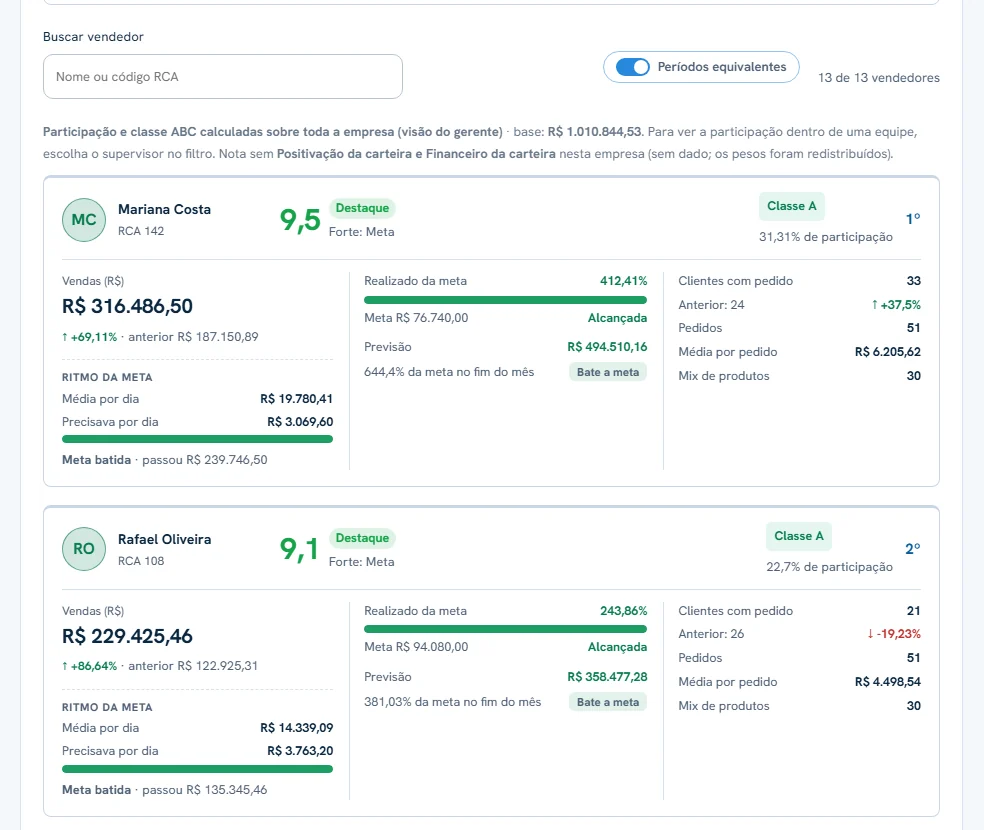 Buscar vendedor
Nome ou código RCA
Períodos equivalentes
13 de 13 vendedores
Participação e classe ABC calculadas sobre toda a empresa (visão do gerente) · base: R$ 1.010.844,53. Para ver a participação dentro de uma equipe,
escolha o supervisor no filtro. Nota sem Positivação da carteira e Financeiro da carteira nesta empresa (sem dado; os pesos foram redistribuídos).
MC
Mariana Costa
RCA 142
9,5
Destaque
Forte: Meta
Classe A
31,31% de participação
1º
Vendas (R$)
R$ 316.486,50
↑ +69,11% · anterior R$ 187.150,89
RITMO DA META
Média por dia R$ 19.780,41
Precisava por dia R$ 3.069,60
Meta batida · passou R$ 239.746,50
Realizado da meta 412,41%
Meta R$ 76.740,00 Alcançada
Previsão R$ 494.510,16
644,4% da meta no fim do mês Bate a meta
Clientes com pedido 33
Anterior: 24 ↑ +37,5%
Pedidos 51
Média por pedido R$ 6.205,62
Mix de produtos 30
RO
Rafael Oliveira
RCA 108
9,1
Destaque
Forte: Meta
Classe A
22,7% de participação
2º
Vendas (R$)
R$ 229.425,46
↑ +86,64% · anterior R$ 122.925,31
RITMO DA META
Média por dia R$ 14.339,09
Precisava por dia R$ 3.763,20
Meta batida · passou R$ 135.345,46
Realizado da meta 243,86%
Meta R$ 94.080,00 Alcançada
Previsão R$ 358.477,28
381,03% da meta no fim do mês Bate a meta
Clientes com pedido 21
Anterior: 26 ↓ -19,23%
Pedidos 51
Média por pedido R$ 4.498,54
Mix de produtos 30